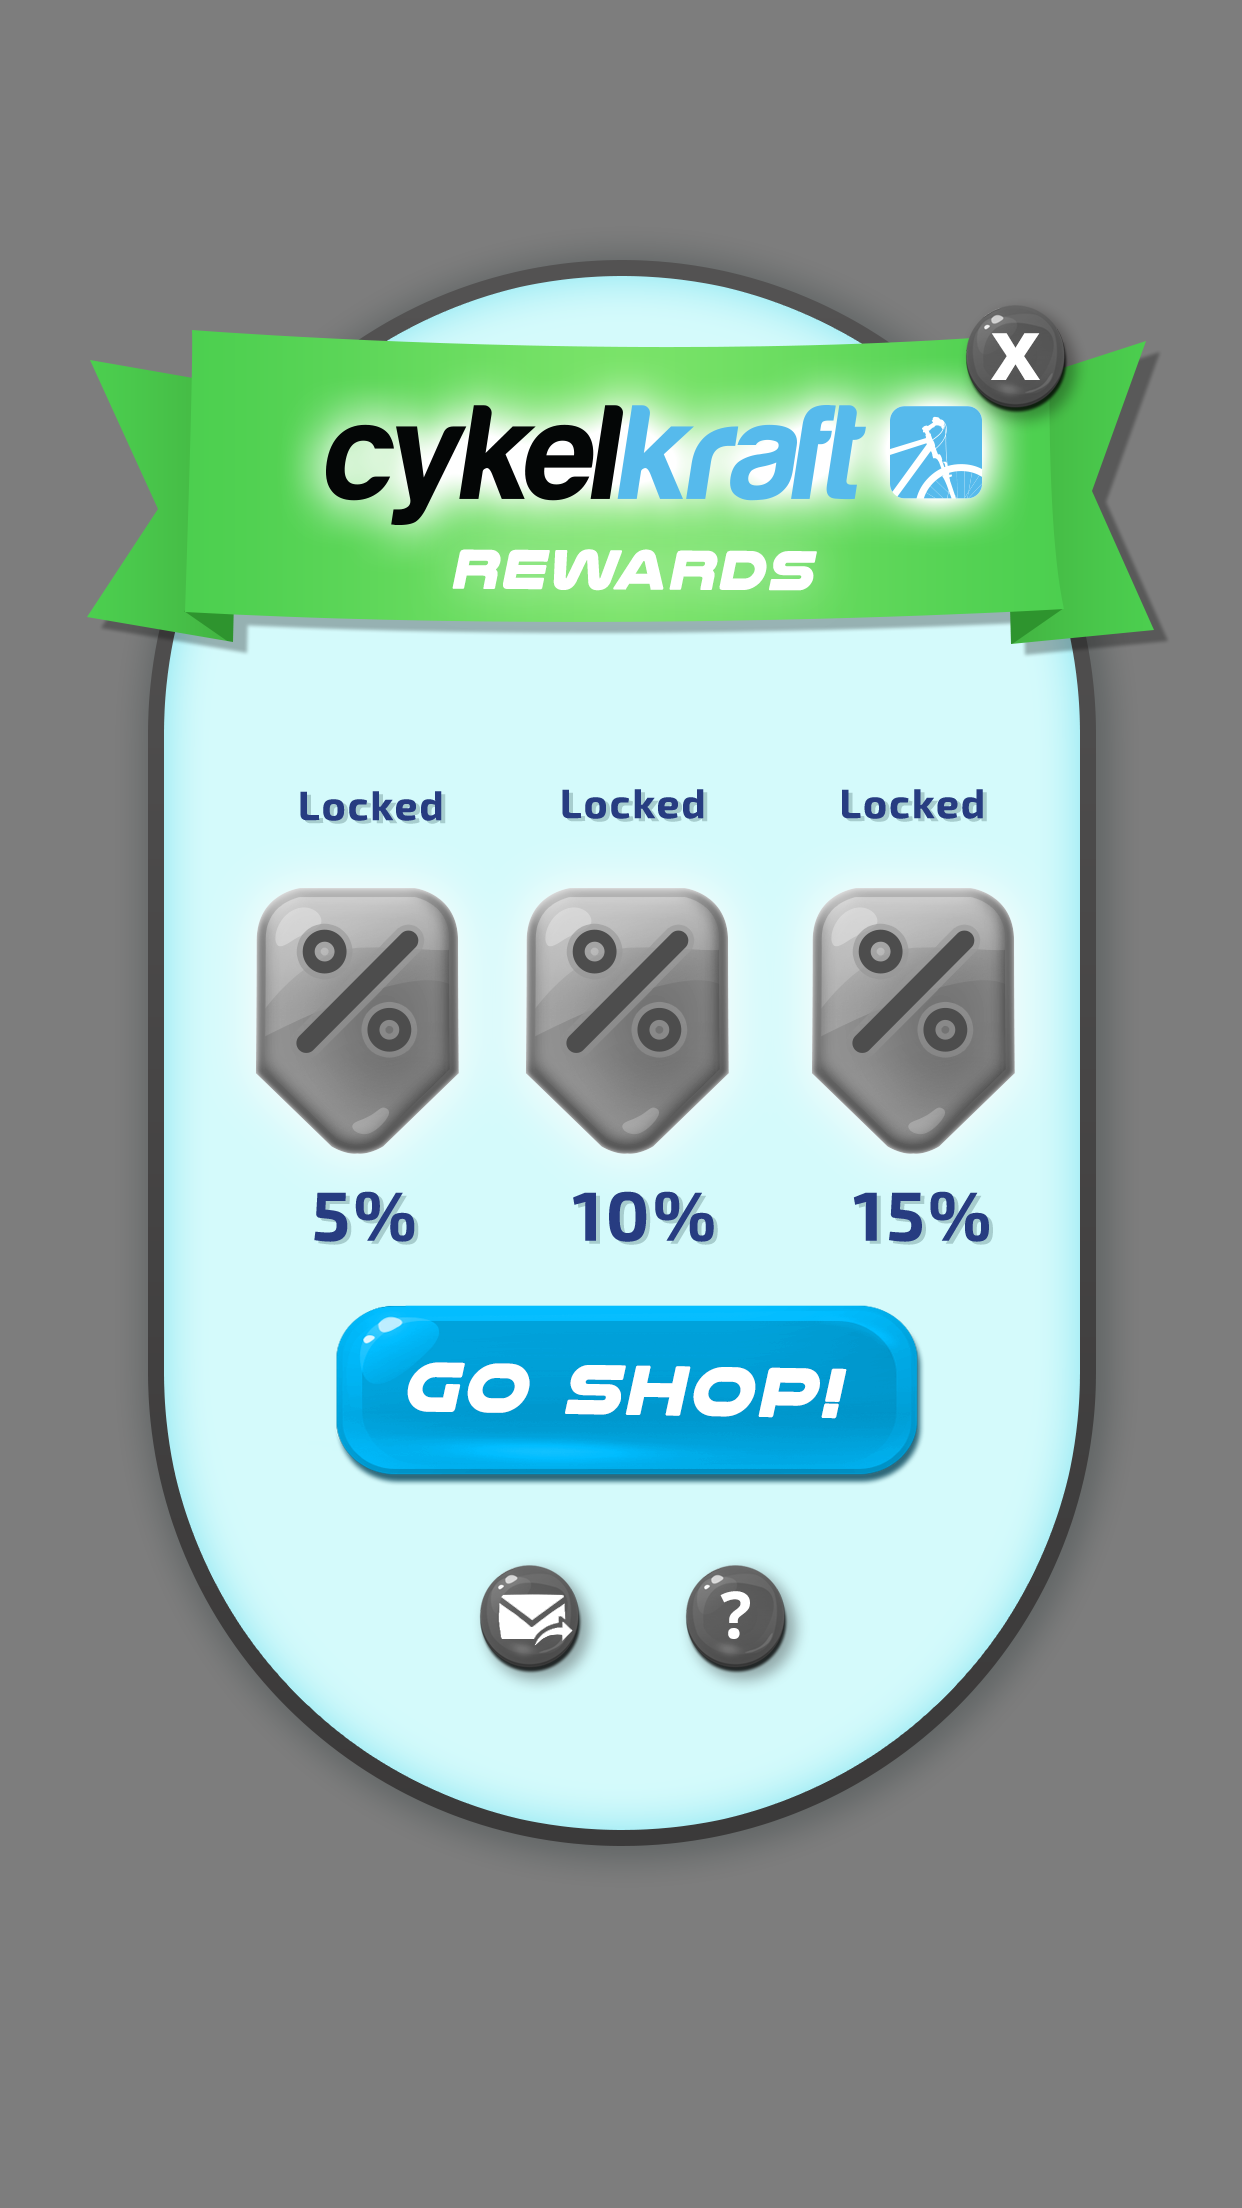 X
cykelkraft
REWARDS
Locked Locked Locked
5% 10% 15%
GO SHOP!
?